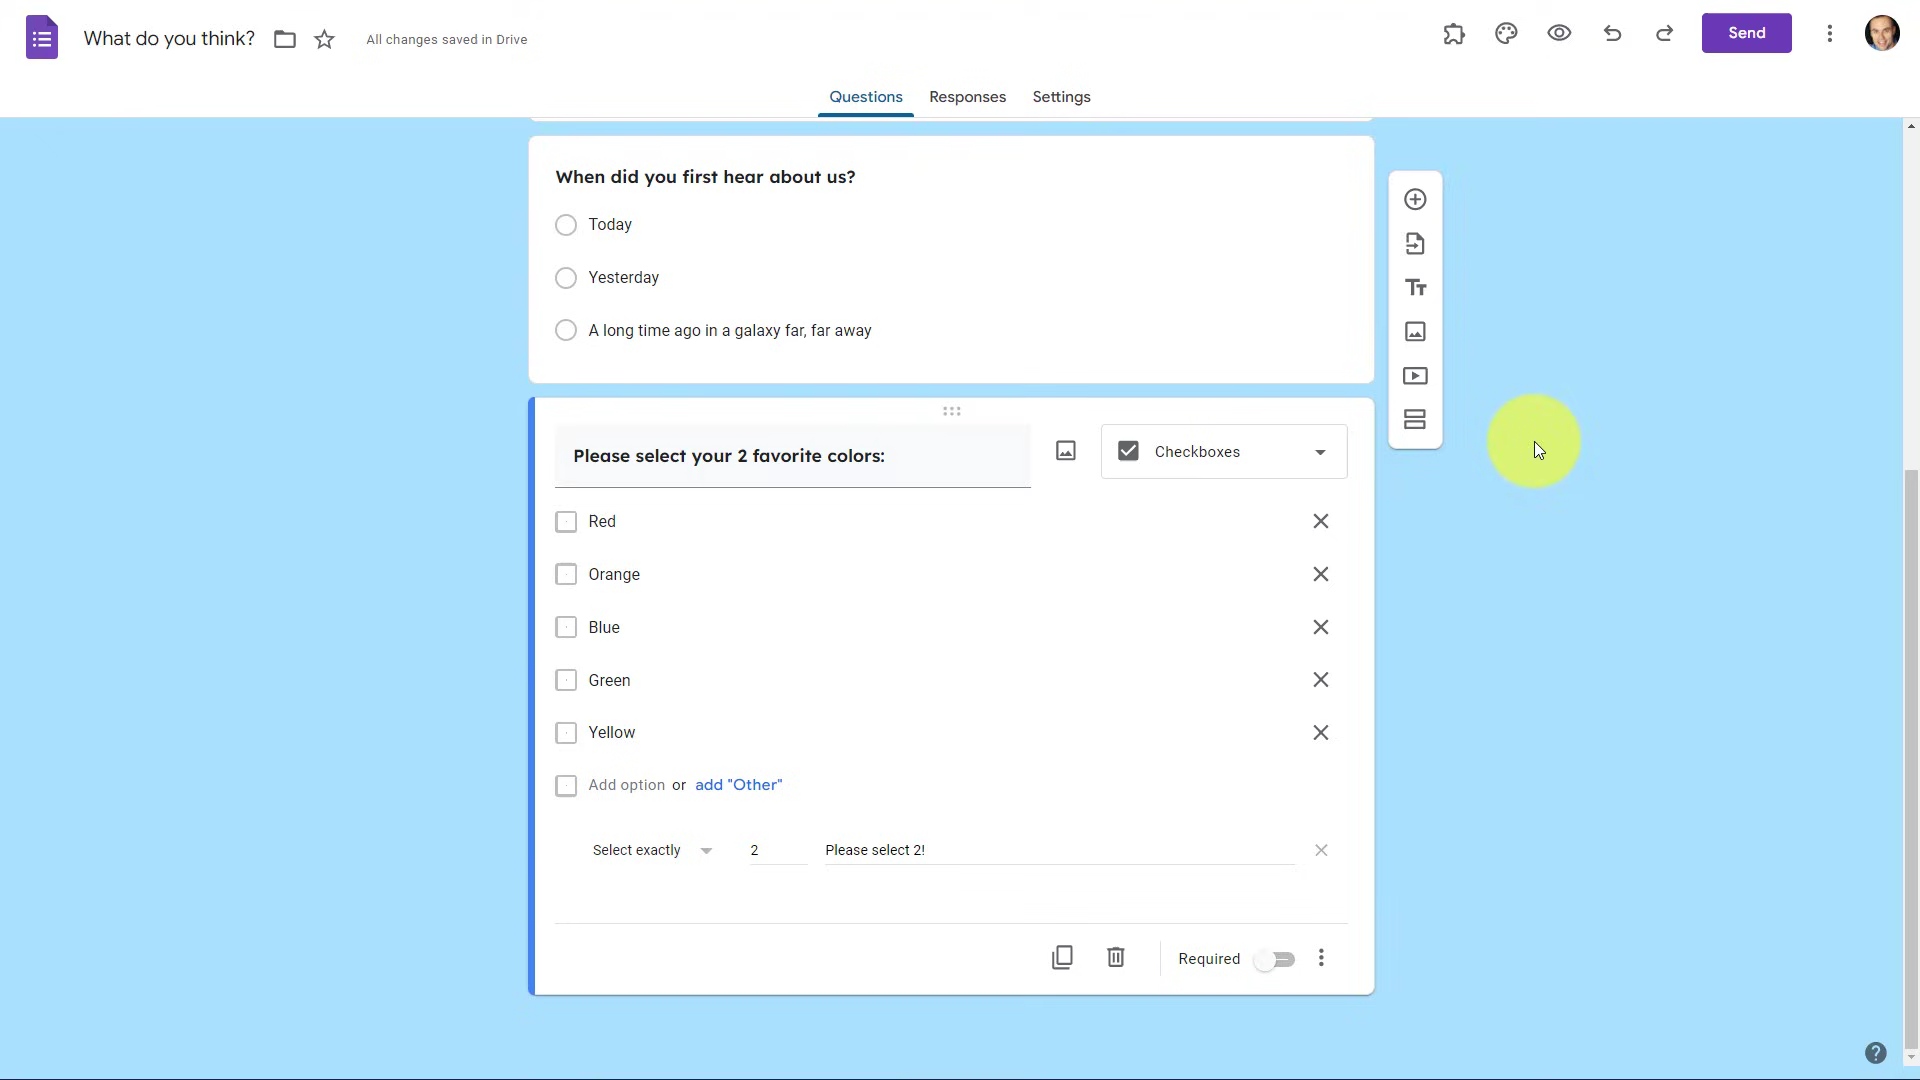 What do you think?
All changes saved in Drive
Send
Questions
Responses
Settings
When did you first hear about us?
Today
Yesterday
A long time ago in a galaxy far, far away
Please select your 2 favorite colors:
Checkboxes
Red
Orange
Blue
Green
Yellow
Add option or add "Other"
Select exactly 2 Please select 2!
Required